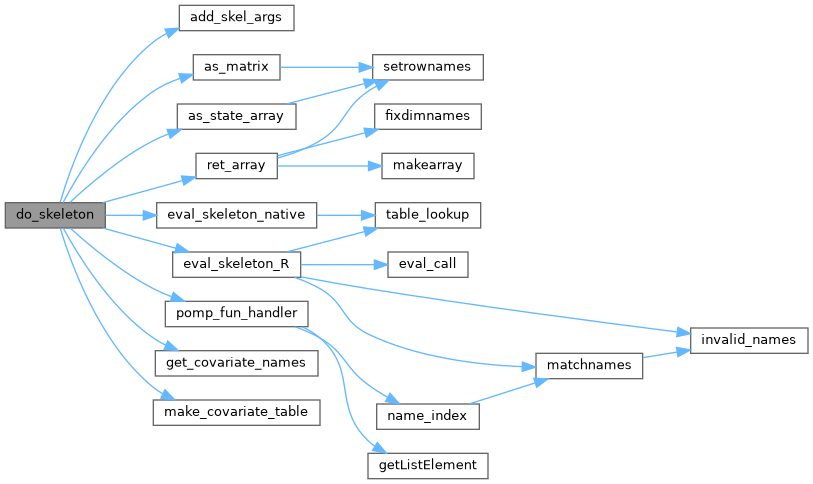 add_skel_args
as_matrix
setrownames
as_state_array
fixdimnames
ret_array
makearray
do_skeleton
eval_skeleton_native
table_lookup
eval_skeleton_R
eval_call
pomp_fun_handler
invalid_names
get_covariate_names
matchnames
make_covariate_table
name_index
getListElement